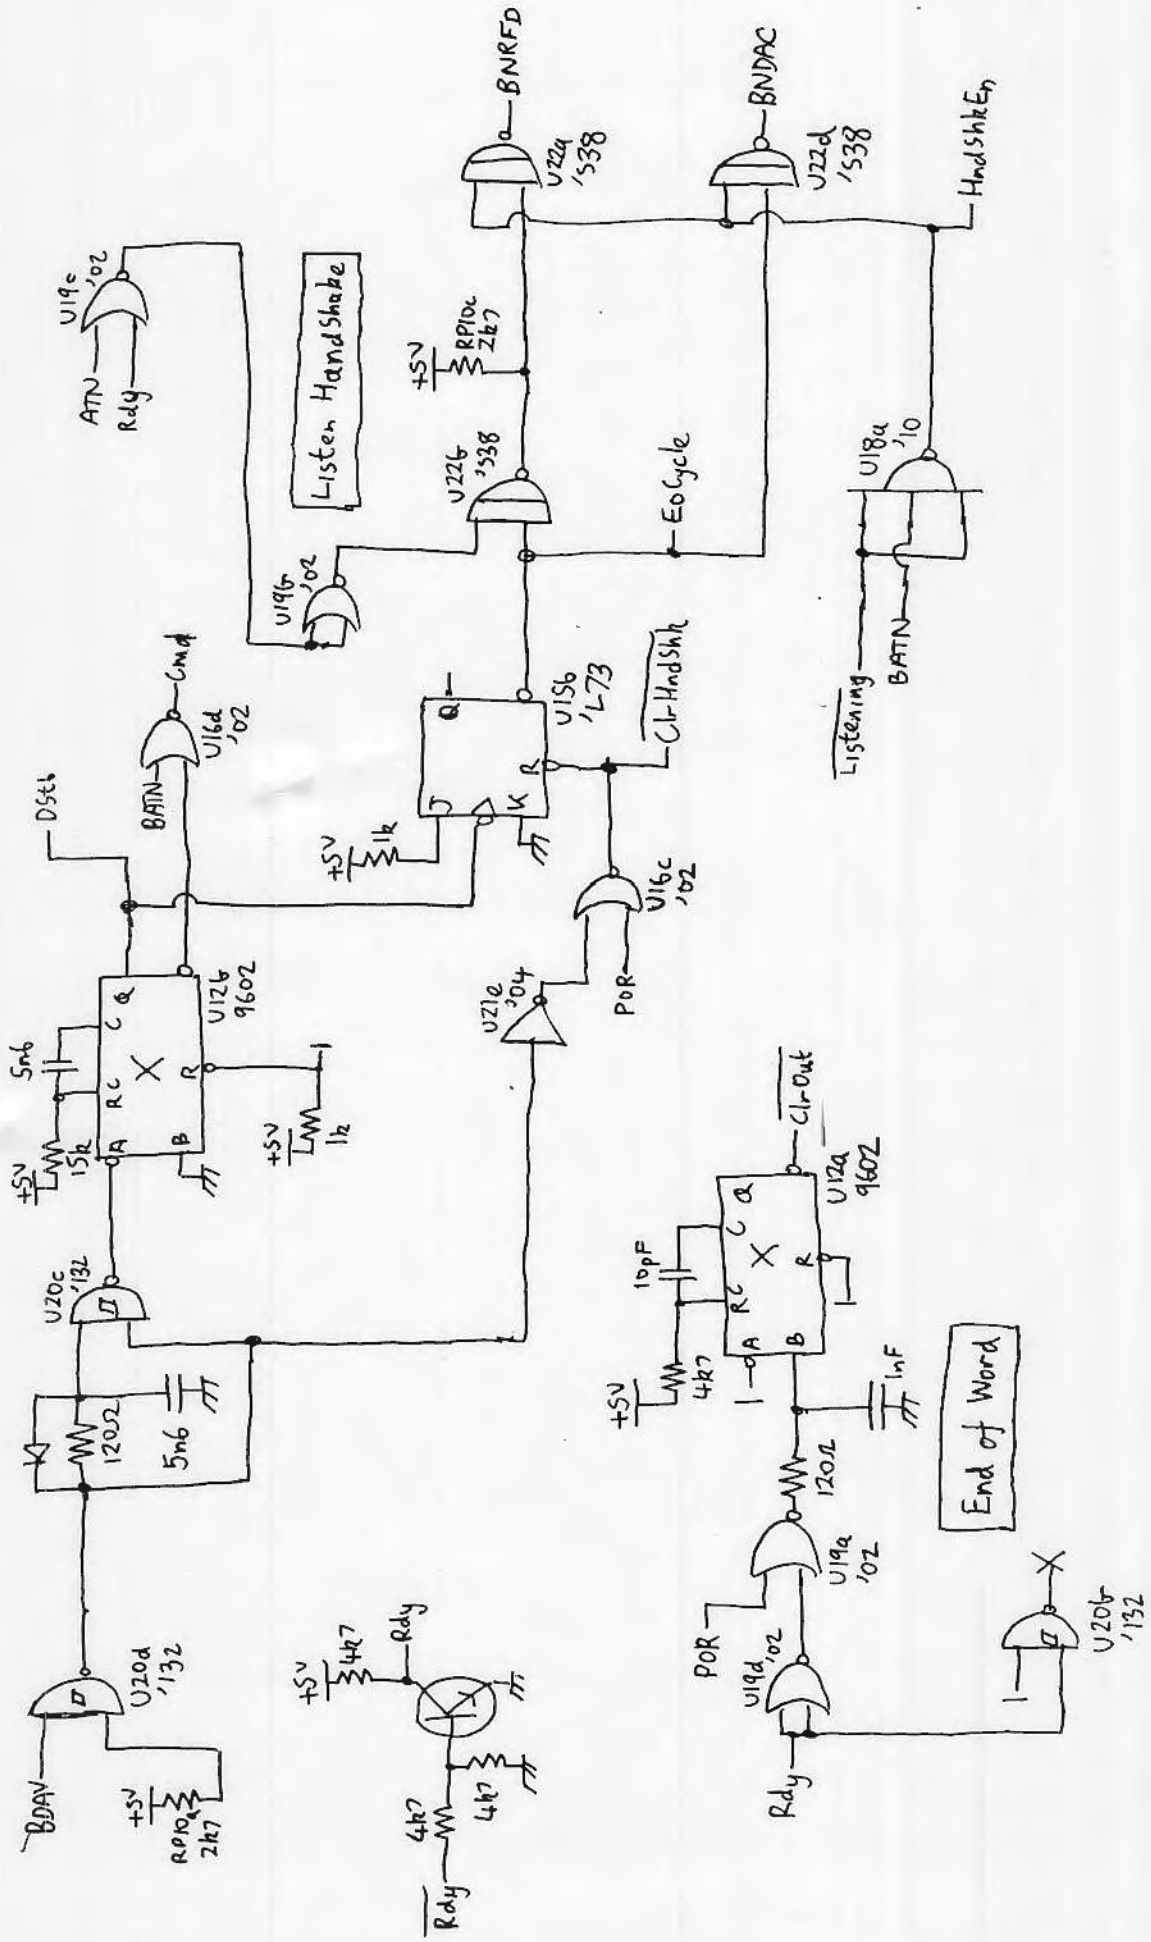 BNRFD
U22a
'S38
BNDAC
U22d
'S38
HndShkEn
U19c
'02
ATN
Rdy
Listen HandShake
+5V
RP10c
2k7
U22b
'S38
EoCycle
U18a
'10
Listening
BATN
U19b
'02
Cmd
U16d
'02
BATN
DStb
+5V
1k
J
K
Q
R
U15b
'L73
ClrHndShk
U16c
'02
POR
U21e
'04
5n6
+5V
15k
RC
C
Q
A
X
B
R
U12b
9602
+5V
1k
U20c
'132
120Ω
5n6
BDAV
U20d
'132
+5V
RP10a
2k7
+5V
4k7
Rdy
4k7
4k7
Rdy
ClrOut
10pF
+5V
4k7
RC
C
Q
1
A
X
B
R
1
U12a
9602
1nF
120Ω
POR
U19a
'02
U19d
'02
Rdy
End of Word
1
X
U20b
'132